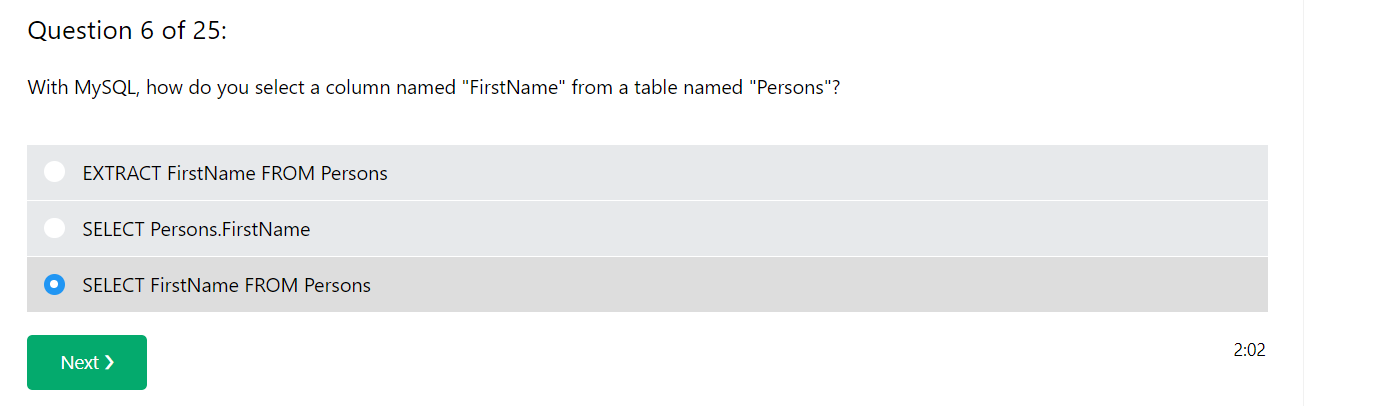 Question 6 of 25:
With MySQL, how do you select a column named "FirstName" from a table named "Persons"?
EXTRACT FirstName FROM Persons
SELECT Persons.FirstName
SELECT FirstName FROM Persons
Next ❯
2:02